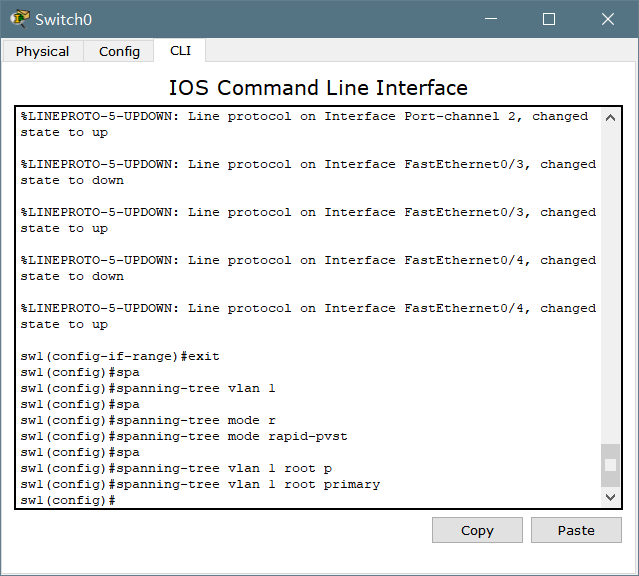 Switch0
Physical Config CLI
IOS Command Line Interface
%LINEPROTO-5-UPDOWN: Line protocol on Interface Port-channel 2, changed
state to up
%LINEPROTO-5-UPDOWN: Line protocol on Interface FastEthernet0/3, changed
state to down
%LINEPROTO-5-UPDOWN: Line protocol on Interface FastEthernet0/3, changed
state to up
%LINEPROTO-5-UPDOWN: Line protocol on Interface FastEthernet0/4, changed
state to down
%LINEPROTO-5-UPDOWN: Line protocol on Interface FastEthernet0/4, changed
state to up
sw1(config-if-range)#exit
sw1(config)#spa
sw1(config)#spanning-tree vlan 1
sw1(config)#spa
sw1(config)#spanning-tree mode r
sw1(config)#spanning-tree mode rapid-pvst
sw1(config)#spa
sw1(config)#spanning-tree vlan 1 root p
sw1(config)#spanning-tree vlan 1 root primary
sw1(config)#
Copy Paste